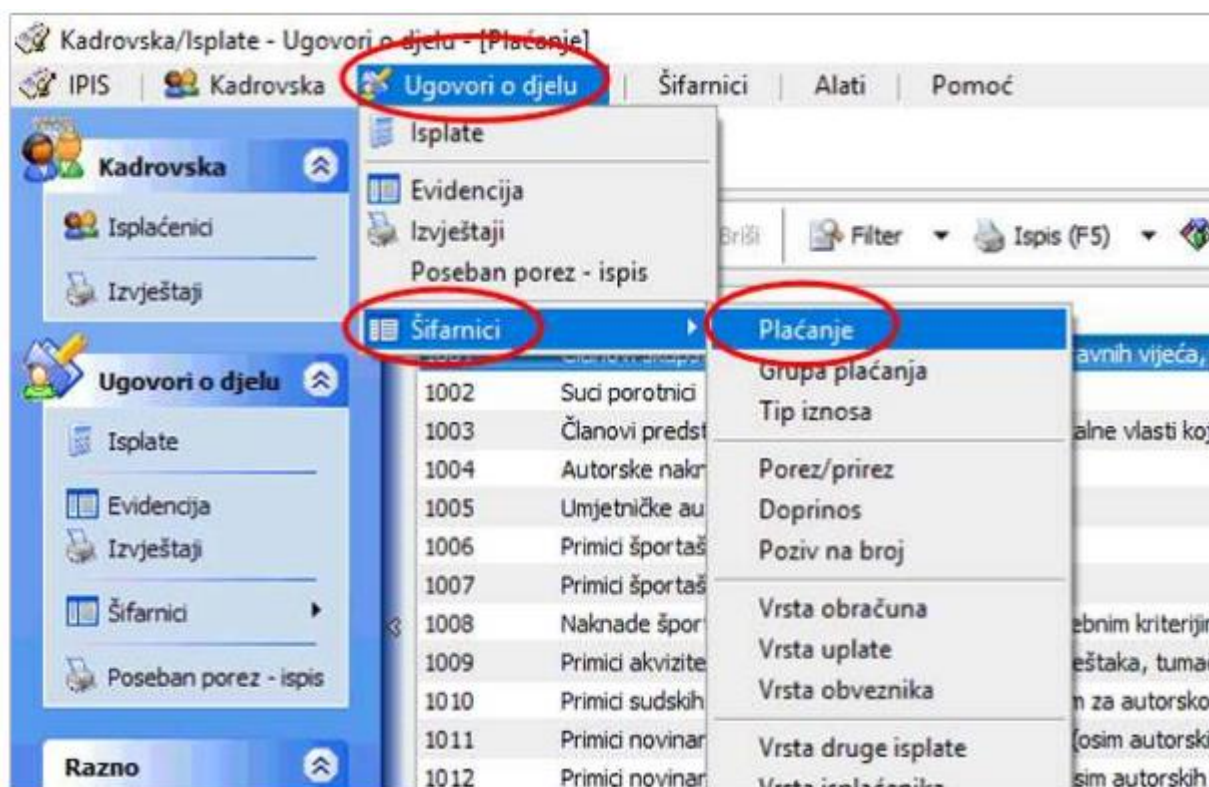 Kadrovska/Isplate - Ugovori o djelu - [Plaćanje]
IPIS | Kadrovska Ugovori o djelu | Šifarnici | Alati | Pomoć
Kadrovska
Isplaćenici
Izvještaji
Ugovori o djelu
Isplate
Evidencija
Izvještaji
Šifarnici
Poseban porez - ispis
Razno
Isplate
Evidencija
Izvještaji
Poseban porez - ispis
Šifarnici
Briši Filter Ispis (F5)
Plaćanje
Grupa plaćanja
Tip iznosa
Porez/prirez
Doprinos
Poziv na broj
Vrsta obračuna
Vrsta uplate
Vrsta obveznika
Vrsta druge isplate
Vrsta isplaćenika
avnih vijeća,
1002 Suci porotnici
1003 Članovi predst alne vlasti koj
1004 Autorske nakn
1005 Umjetničke au
1006 Primici športaš
1007 Primici športaš
1008 Naknade špor ebnim kriterijim
1009 Primici akvizite eštaka, tuma
1010 Primici sudskih za autorsko
1011 Primici novinar (osim autorski
1012 Primici novinar sim autorskih